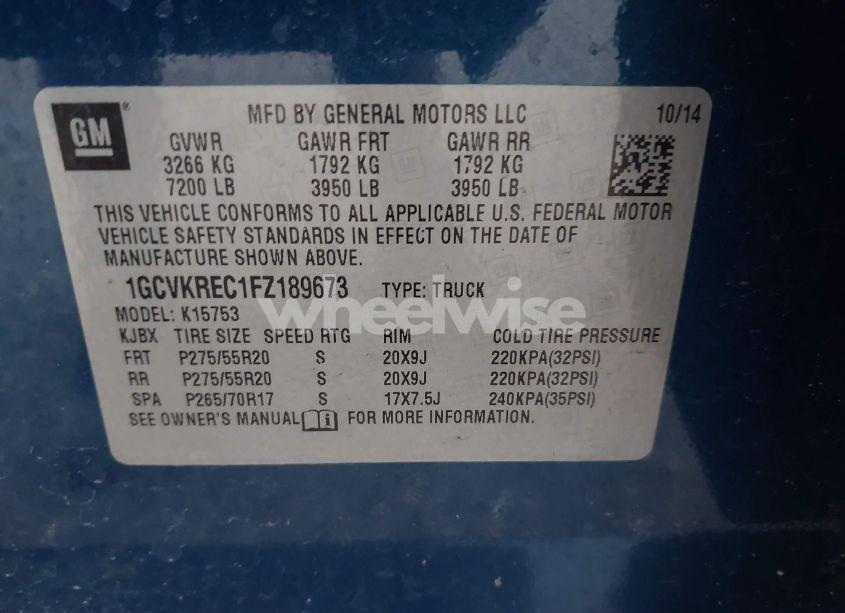 GM ® MFD BY GENERAL MOTORS LLC 10/14
GVWR GAWR FRT GAWR RR
3266 KG 1792 KG 1792 KG
7200 LB 3950 LB 3950 LB
THIS VEHICLE CONFORMS TO ALL APPLICABLE U.S. FEDERAL MOTOR
VEHICLE SAFETY STANDARDS IN EFFECT ON THE DATE OF
MANUFACTURE SHOWN ABOVE.
1GCVKREC1FZ189673 TYPE: TRUCK
wheelwise
MODEL: K15753
KJBX TIRE SIZE SPEED RTG RIM COLD TIRE PRESSURE
FRT P275/55R20 S 20X9J 220KPA(32PSI)
RR P275/55R20 S 20X9J 220KPA(32PSI)
SPA P265/70R17 S 17X7.5J 240KPA(35PSI)
SEE OWNER'S MANUAL i FOR MORE INFORMATION.